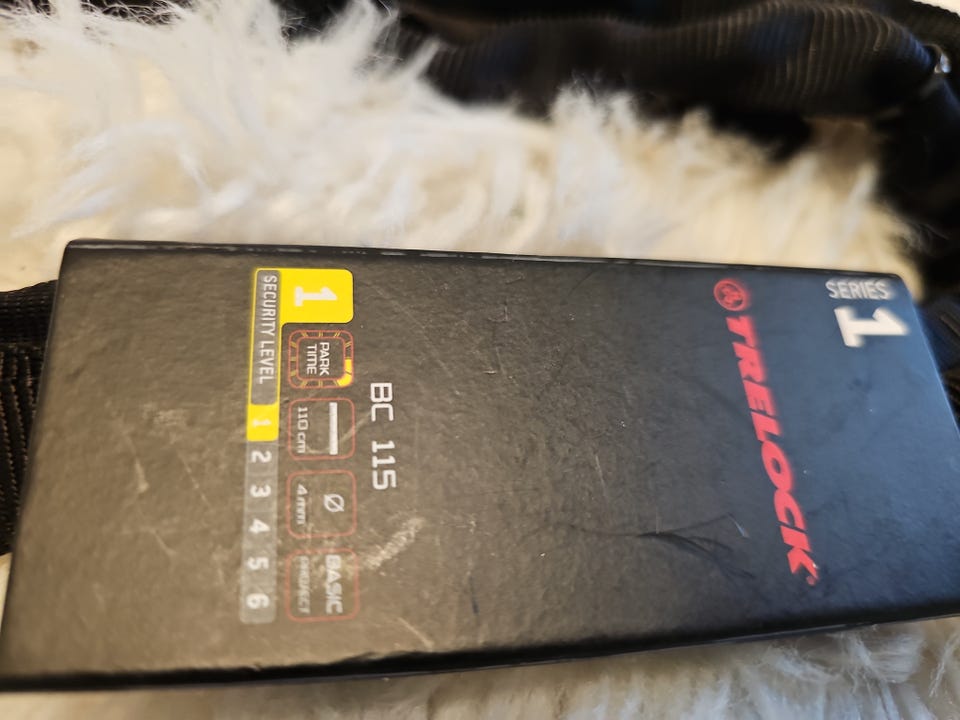 SERIES
1
TRELOCK
BC 115
1
PARK
TIME
110 cm
Ø
4 mm
BASIC
PROTECT
SECURITY LEVEL 1 2 3 4 5 6